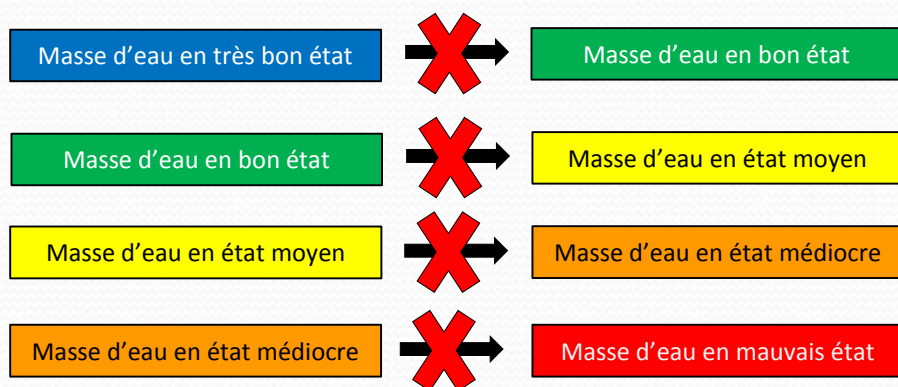 Masse d'eau en très bon état
Masse d'eau en bon état
Masse d'eau en bon état
Masse d'eau en état moyen
Masse d'eau en état moyen
Masse d'eau en état médiocre
Masse d'eau en état médiocre
Masse d'eau en mauvais état